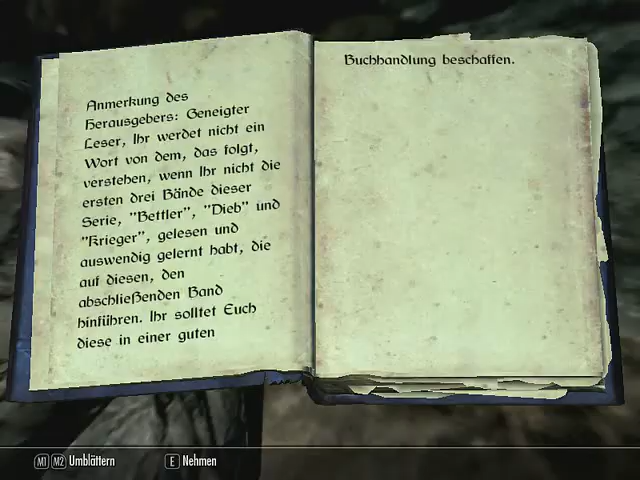 Anmerkung des
Herausgebers: Geneigter
Leser, Ihr werdet nicht ein
Wort von dem, das folgt,
verstehen, wenn Ihr nicht die
ersten drei Bände dieser
Serie, "Bettler", "Dieb" und
"Krieger", gelesen und
auswendig gelernt habt, die
auf diesen, den
abschließenden Band
hinführen. Ihr solltet Euch
diese in einer guten
Buchhandlung beschaffen.
M1 M2 Umblättern
E Nehmen